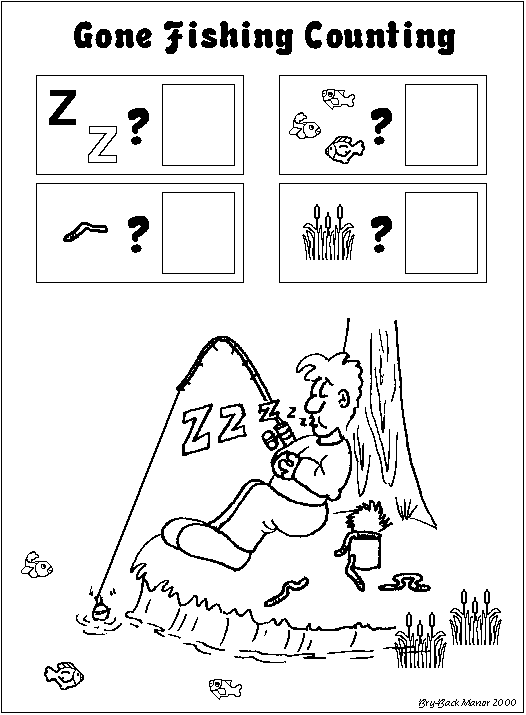 Gone Fishing Counting
Z
Z ?
?
?
?
Z Z Z z z z
Bry-Back Manor 2000